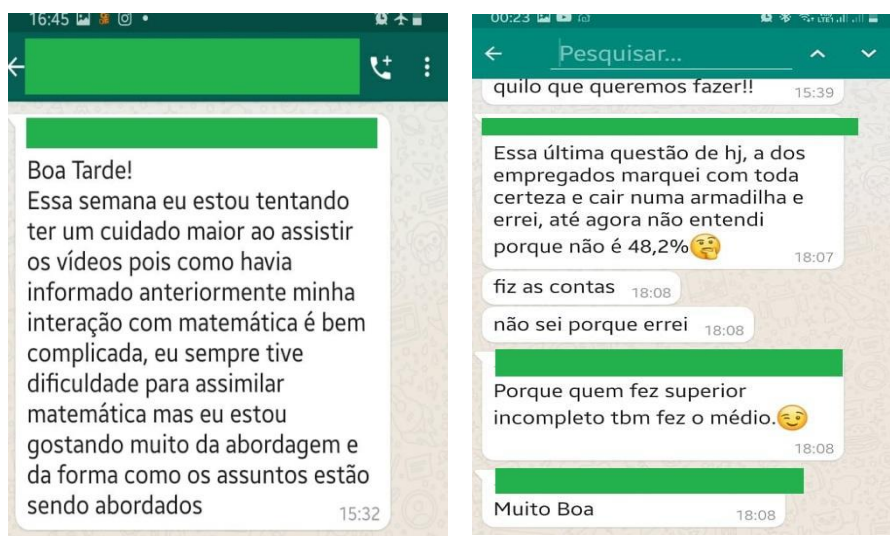 16:45
Boa Tarde!
Essa semana eu estou tentando
ter um cuidado maior ao assistir
os vídeos pois como havia
informado anteriormente minha
interação com matemática é bem
complicada, eu sempre tive
dificuldade para assimilar
matemática mas eu estou
gostando muito da abordagem e
da forma como os assuntos estão
sendo abordados
15:32
00:23
Pesquisar...
quilo que queremos fazer!! 15:39
Essa última questão de hj, a dos
empregados marquei com toda
certeza e cair numa armadilha e
errei, até agora não entendi
porque não é 48,2%🤔
18:07
fiz as contas 18:08
não sei porque errei 18:08
Porque quem fez superior
incompleto tbm fez o médio.😉
18:08
Muito Boa 18:08